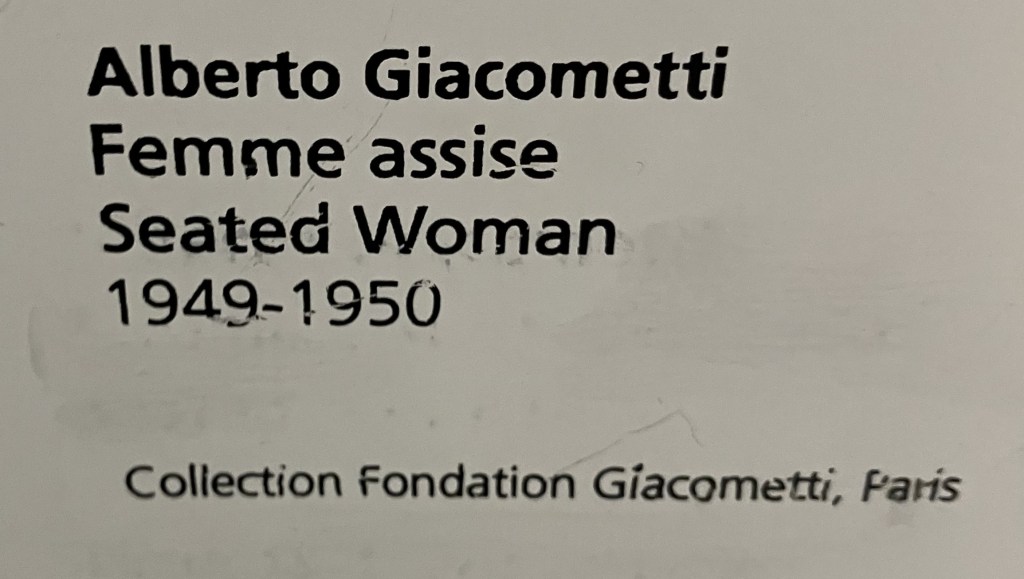 Alberto Giacometti
Femme assise
Seated Woman
1949-1950
Collection Fondation Giacometti, Paris